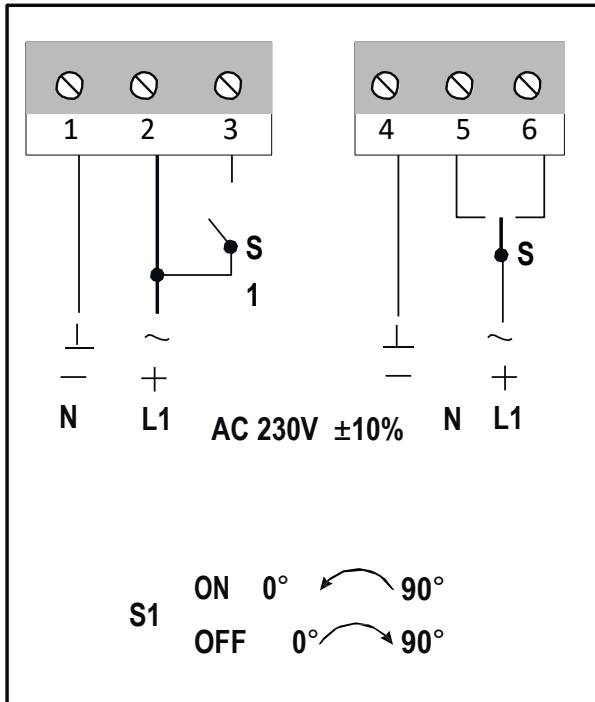 1 2 3
4 5 6
S
1
S
~ ~
— + — +
N L1 AC 230V ±10% N L1
S1
ON 0° 90°
OFF 0° 90°